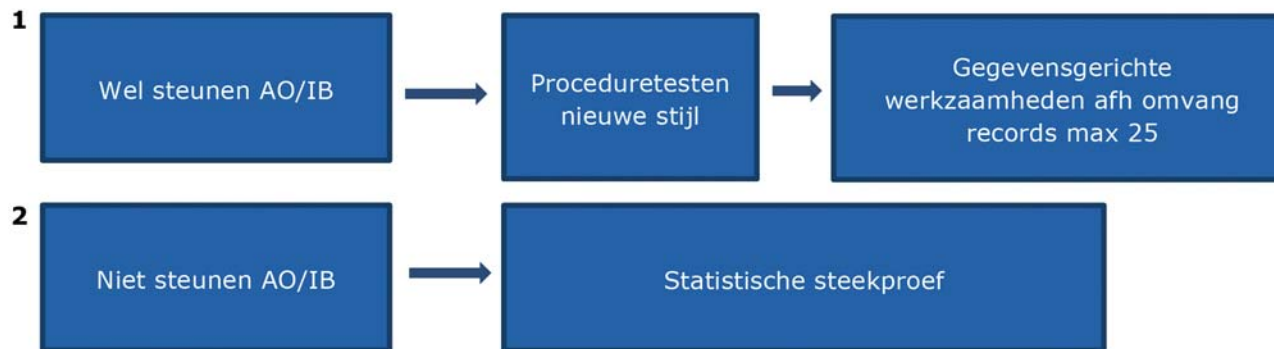 1
Wel steunen AO/IB
Proceduretesten
nieuwe stijl
Gegevensgerichte
werkzaamheden afh omvang
records max 25
2
Niet steunen AO/IB
Statistische steekproef